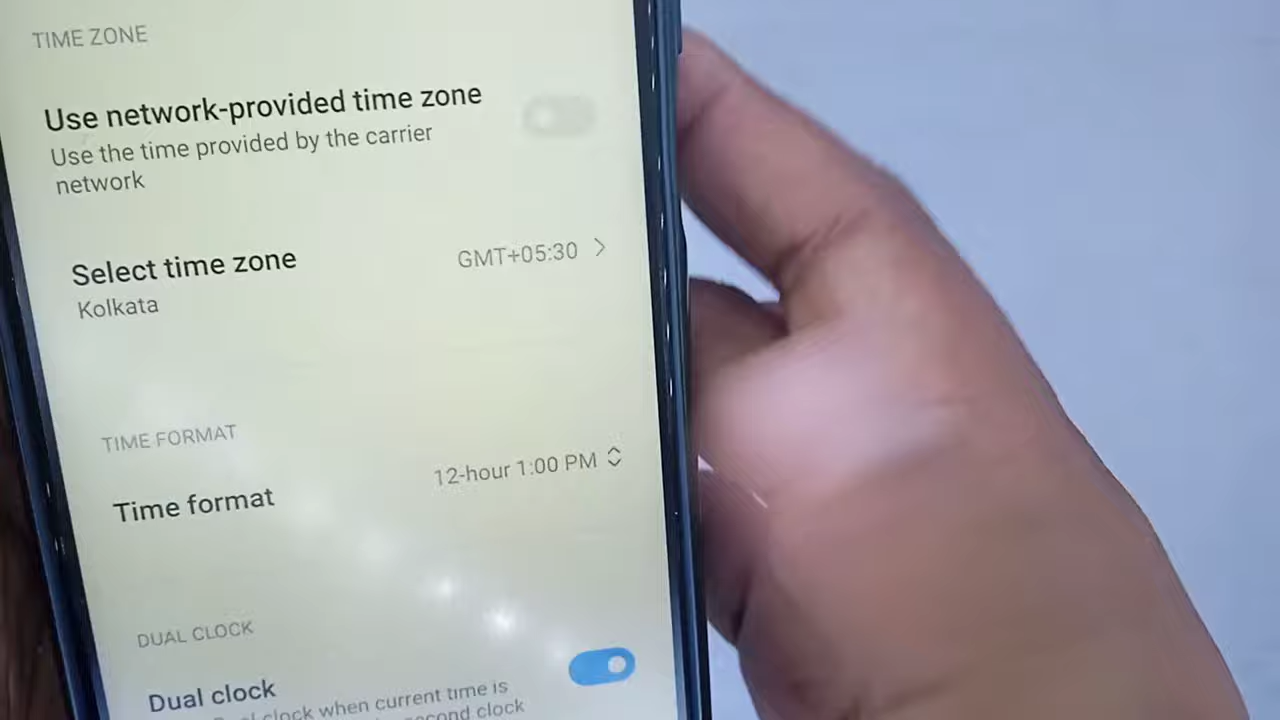 TIME ZONE
Use network-provided time zone
Use the time provided by the carrier
network
Select time zone
GMT+05:30
Kolkata
TIME FORMAT
12-hour 1:00 PM
Time format
DUAL CLOCK
Dual clock
clock when current time is
second clock